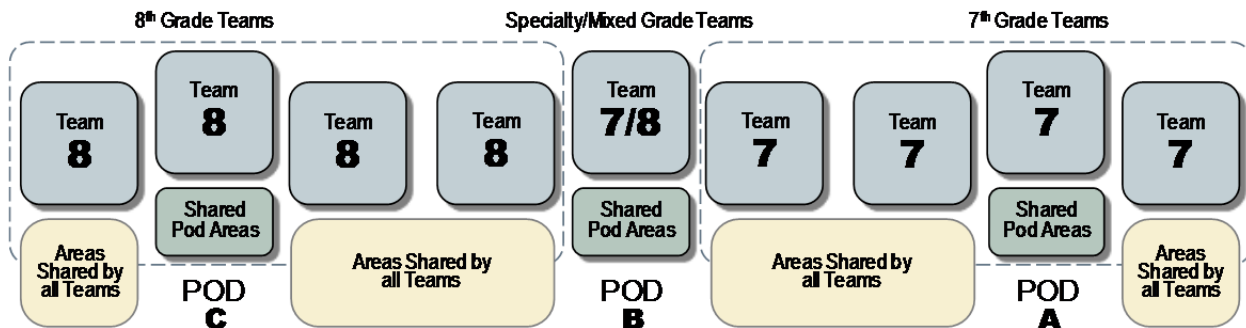 8th Grade Teams
Specialty/Mixed Grade Teams
7th Grade Teams
Team
8
Team
8
Team
8
Team
8
Team
7/8
Team
7
Team
7
Team
7
Team
7
Shared
Pod Areas
Shared
Pod Areas
Shared
Pod Areas
Areas
Shared by
all Teams
Areas Shared by
all Teams
Areas Shared by
all Teams
Areas
Shared by
all Teams
POD
C
POD
B
POD
A